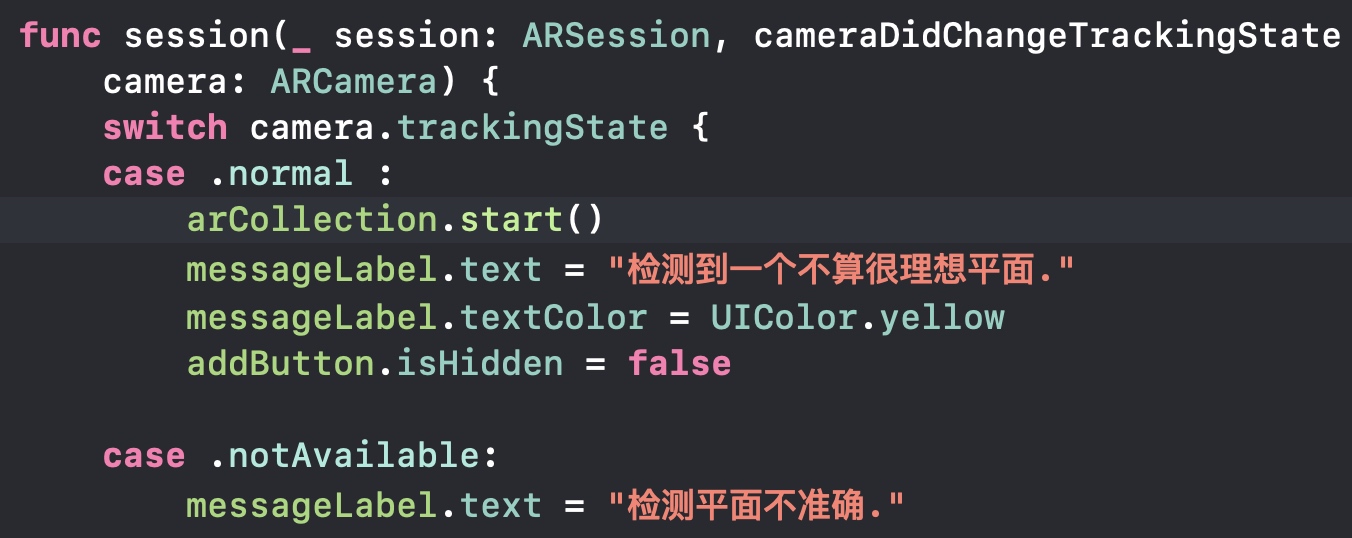 func session(_ session: ARSession, cameraDidChangeTrackingState
camera: ARCamera) {
switch camera.trackingState {
case .normal :
arCollection.start()
messageLabel.text = "检测到一个不算很理想平面."
messageLabel.textColor = UIColor.yellow
addButton.isHidden = false
case .notAvailable:
messageLabel.text = "检测平面不准确."